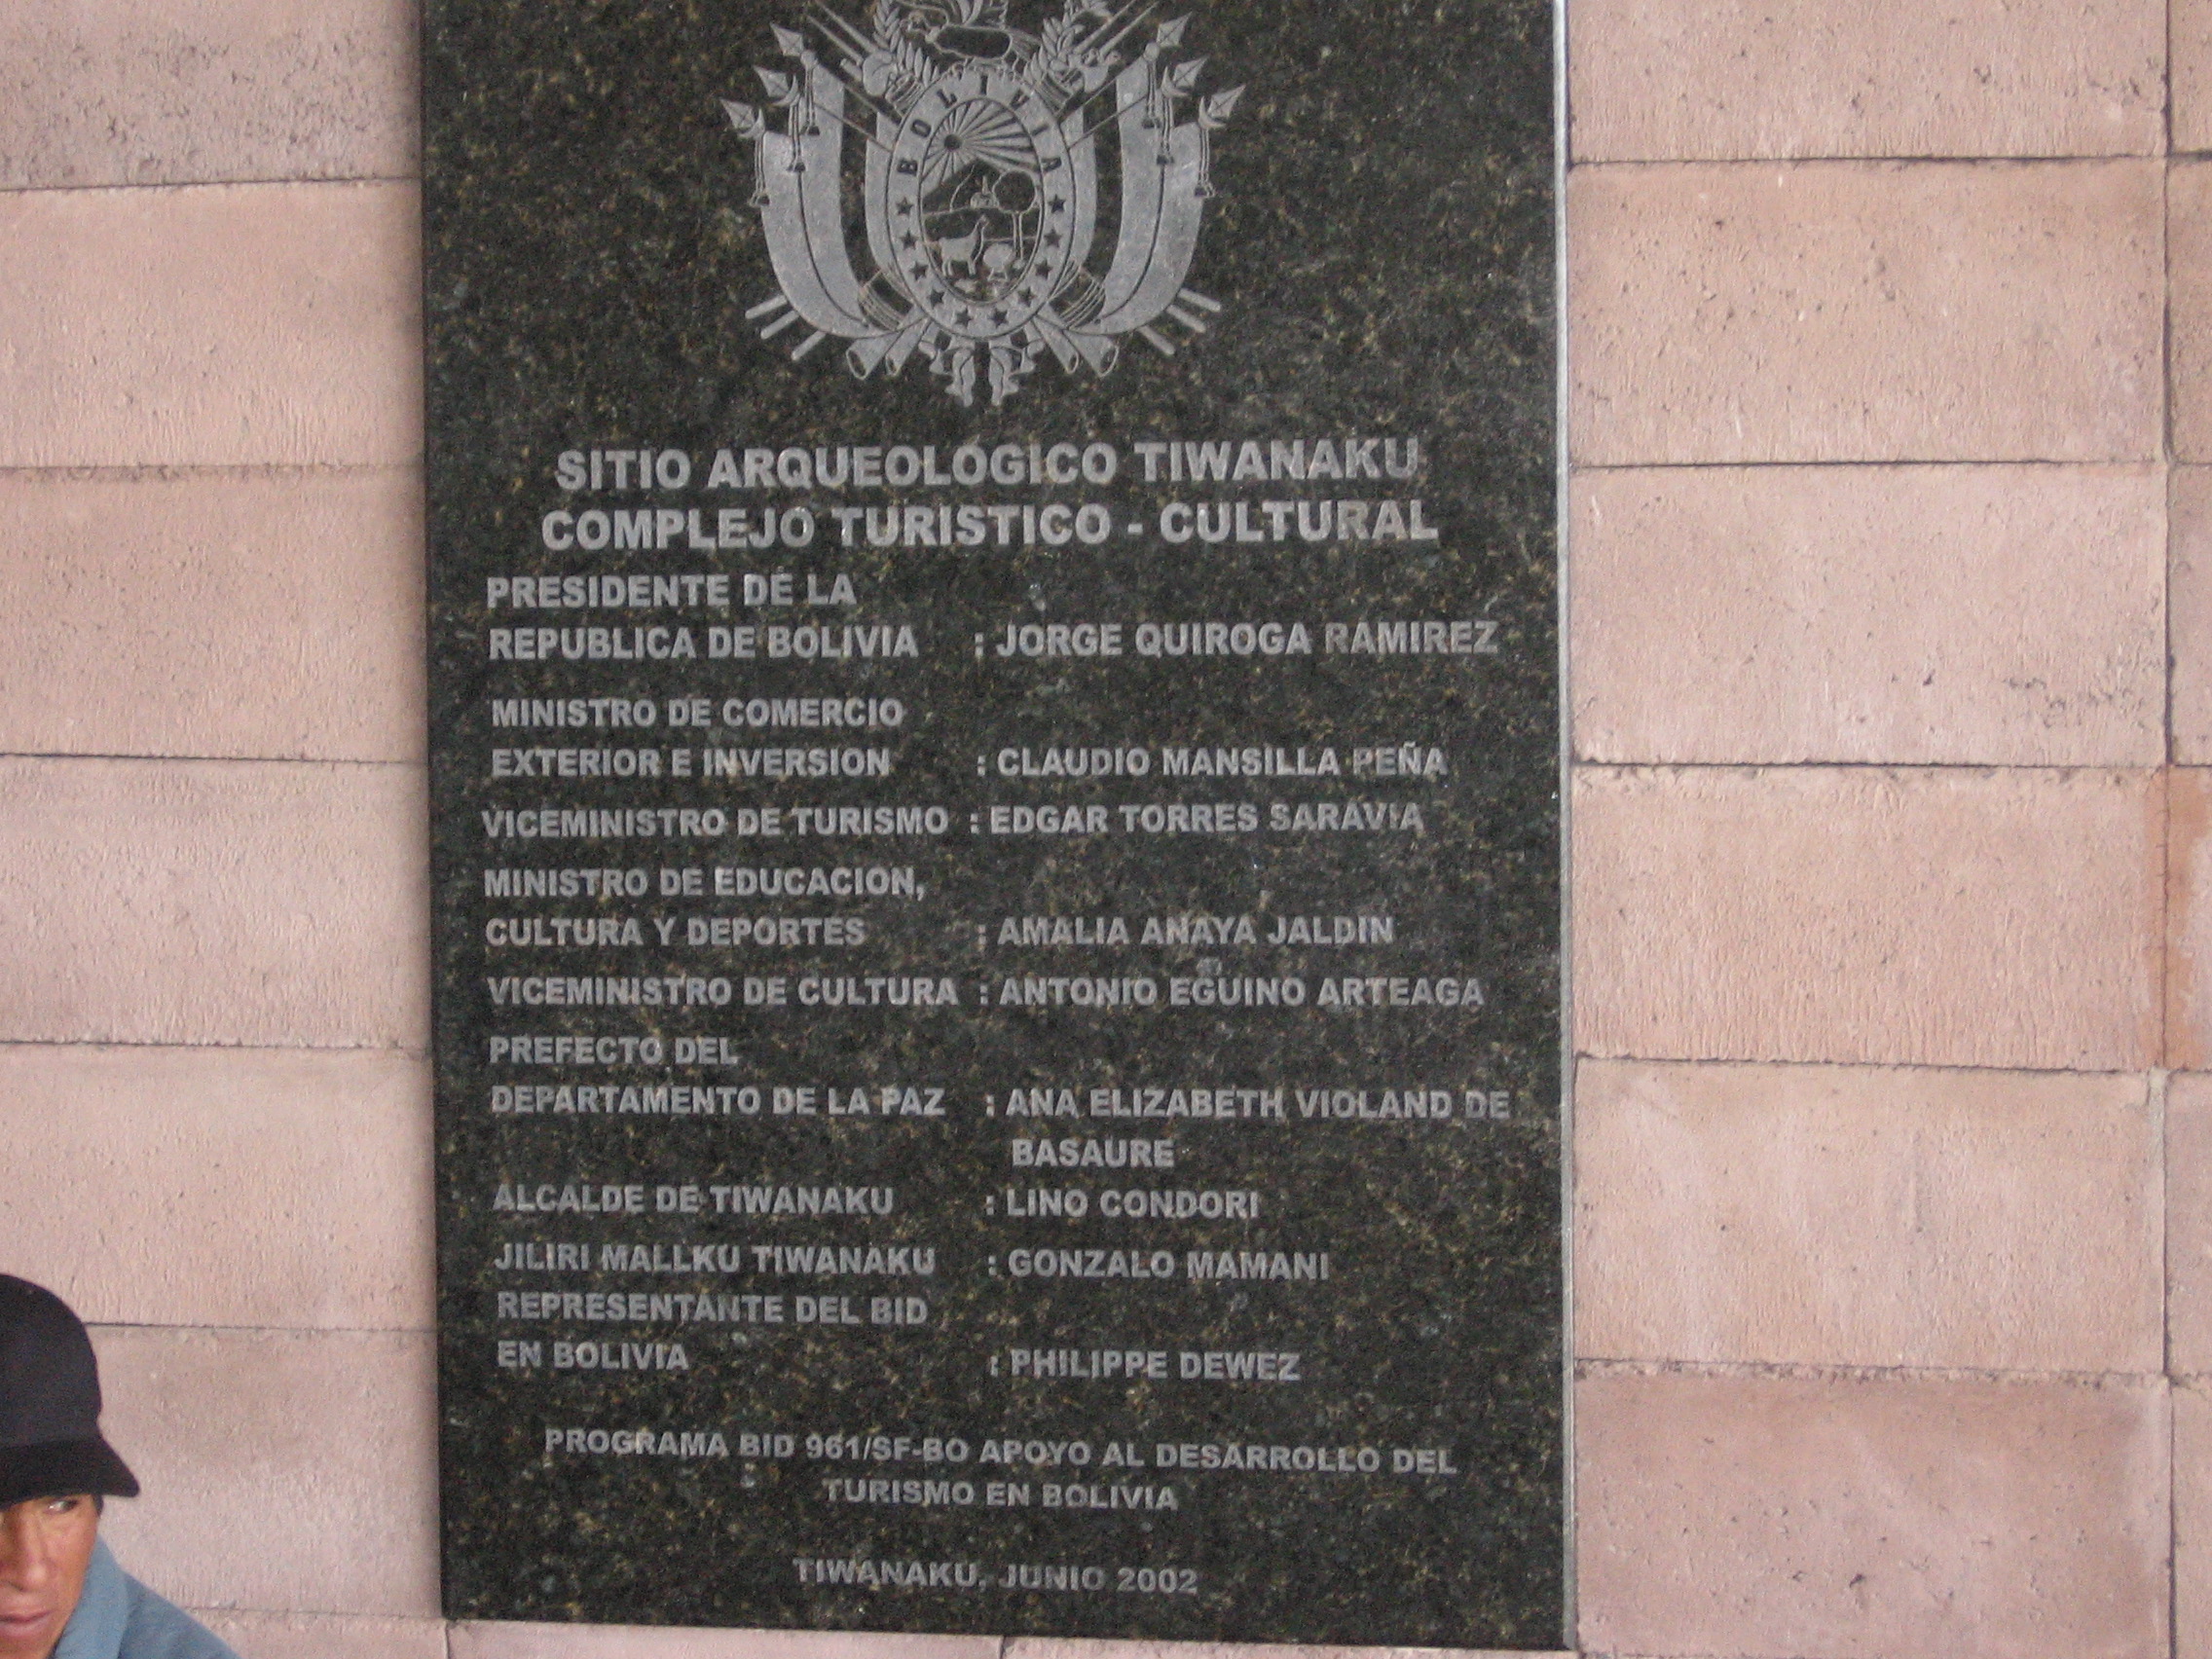 BOLIVIA
SITIO ARQUEOLOGICO TIWANAKU
COMPLEJO TURISTICO - CULTURAL
PRESIDENTE DE LA
REPUBLICA DE BOLIVIA : JORGE QUIROGA RAMIREZ
MINISTRO DE COMERCIO
EXTERIOR E INVERSION : CLAUDIO MANSILLA PEÑA
VICEMINISTRO DE TURISMO : EDGAR TORRES SARAVIA
MINISTRO DE EDUCACION,
CULTURA Y DEPORTES : AMALIA ANAYA JALDIN
VICEMINISTRO DE CULTURA : ANTONIO EGUINO ARTEAGA
PREFECTO DEL
DEPARTAMENTO DE LA PAZ : ANA ELIZABETH VIOLAND DE
BASAURE
ALCALDE DE TIWANAKU : LINO CONDORI
JILIRI MALLKU TIWANAKU : GONZALO MAMANI
REPRESENTANTE DEL BID
EN BOLIVIA : PHILIPPE DEWEZ
PROGRAMA BID 961/SF-BO APOYO AL DESARROLLO DEL
TURISMO EN BOLIVIA
TIWANAKU, JUNIO 2002